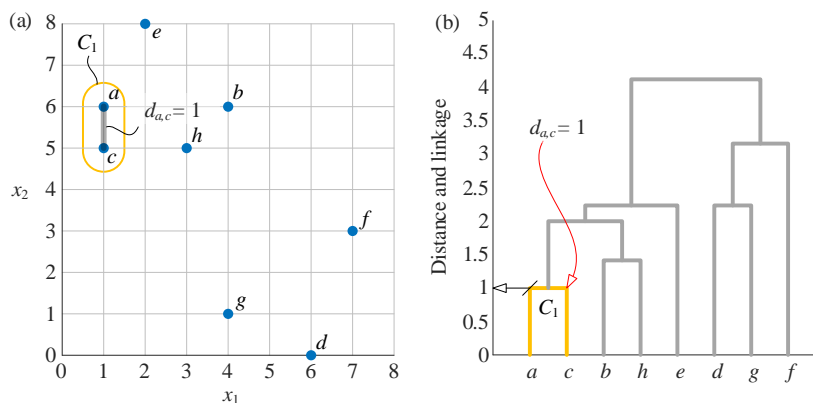 (a)
8
7
6
5
4
3
2
1
0
x2
0 1 2 3 4 5 6 7 8
x1
C1
e
a
b
da,c = 1
h
c
f
g
d
(b)
5
4.5
4
3.5
3
2.5
2
1.5
1
0.5
0
Distance and linkage
da,c = 1
C1
a c b h e d g f